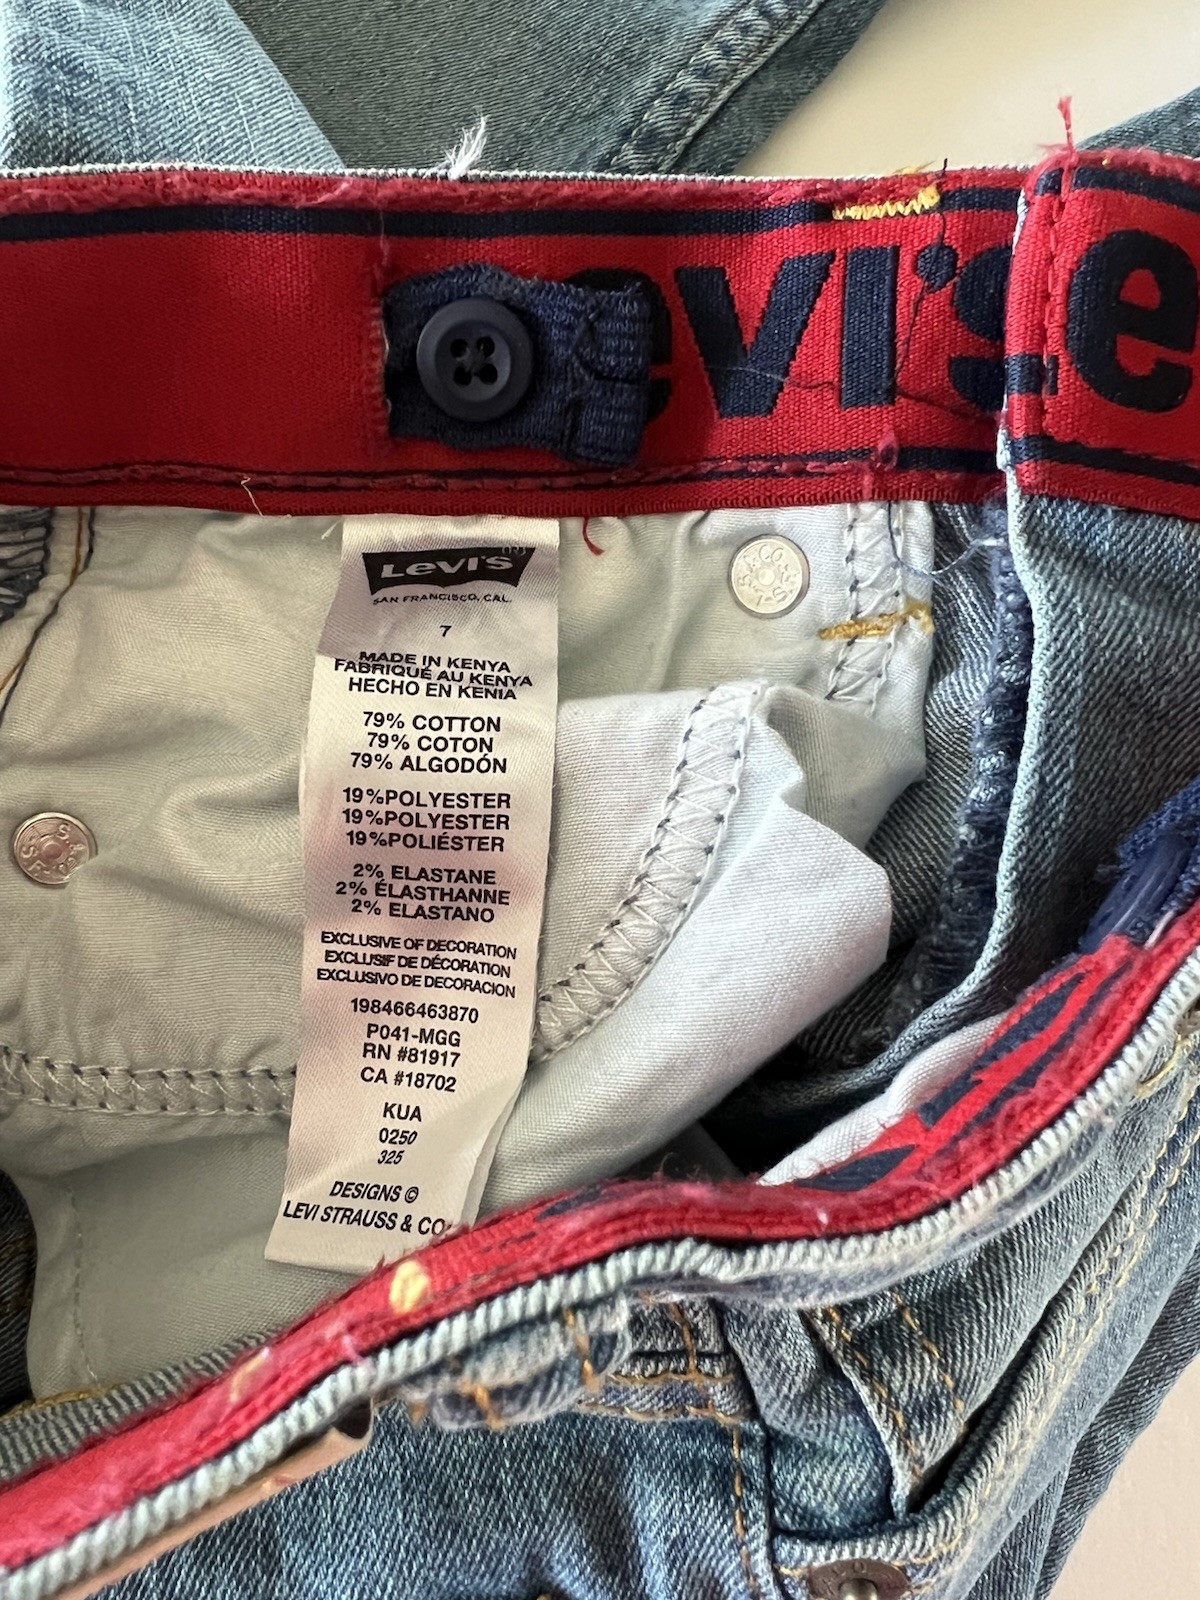 Levi's
e
Levi's
SAN FRANCISCO, CAL.
7
MADE IN KENYA
FABRIQUÉ AU KENYA
HECHO EN KENIA
79% COTTON
79% COTON
79% ALGODÓN
19%POLYESTER
19%POLYESTER
19%POLIÉSTER
2% ELASTANE
2% ÉLASTHANNE
2% ELASTANO
EXCLUSIVE OF DECORATION
EXCLUSIF DE DÉCORATION
EXCLUSIVO DE DECORACION
198466463870
P041-MGG
RN #81917
CA #18702
KUA
0250
325
DESIGNS ©
LEVI STRAUSS & CO.